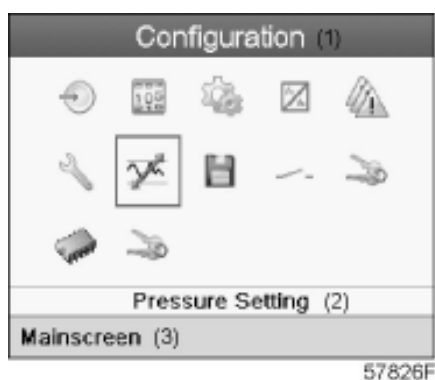 Configuration (1)
Pressure Setting (2)
Mainscreen (3)
57826F